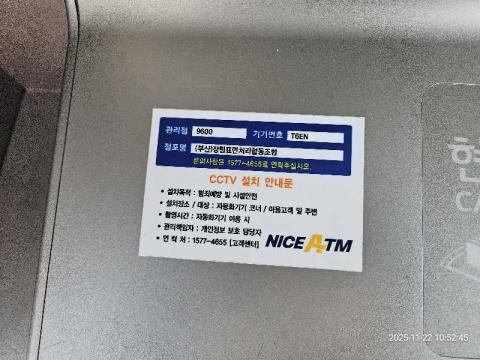 관리점 9600 기기번호 T6EN
점포명 (부산)장림표면처리협동조합
문의사항은 1577-4655로 연락주십시오.
CCTV 설치 안내문
• 설치목적 : 범죄예방 및 시설안전
• 설치장소 / 대상 : 자동화기기 코너 / 이용고객 및 주변
• 촬영시간 : 자동화기기 이용 시
• 관리책임자 : 개인정보 보호 담당자
• 연 락 처 : 1577-4655 [고객센터]
NICE ATM
2025-11-22 10:52:45